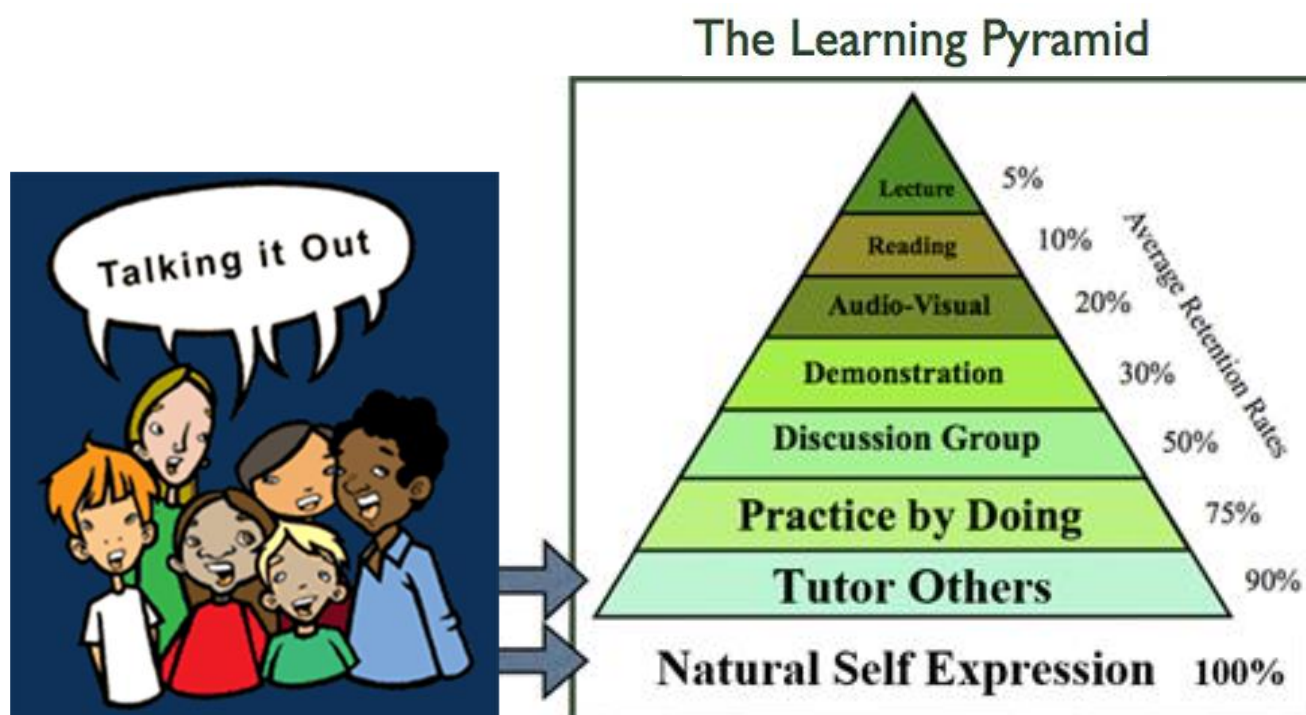 The Learning Pyramid
Talking it Out
Lecture 5%
Reading 10%
Audio-Visual 20%
Demonstration 30%
Discussion Group 50%
Practice by Doing 75%
Tutor Others 90%
Average Retention Rates
Natural Self Expression 100%